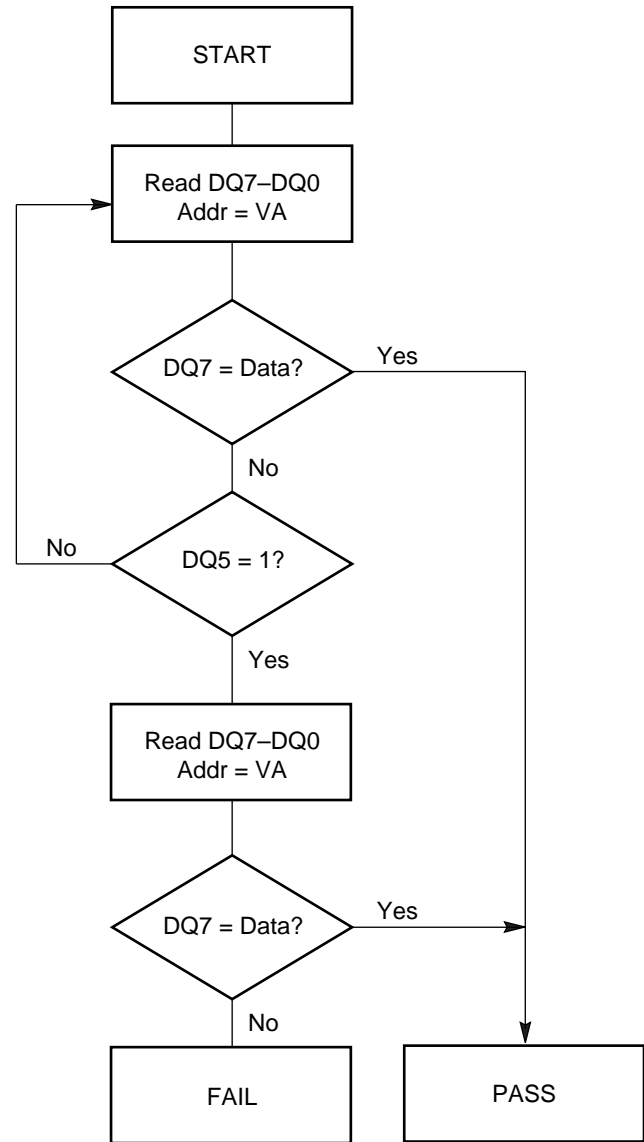 START
Read DQ7–DQ0
Addr = VA
DQ7 = Data?
Yes
No
No
DQ5 = 1?
Yes
Read DQ7–DQ0
Addr = VA
DQ7 = Data?
Yes
No
FAIL
PASS